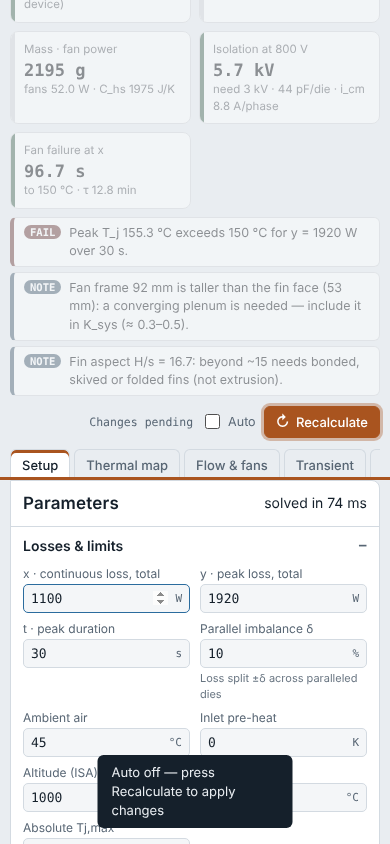 device)
Mass · fan power
2195 g
fans 52.0 W · C_hs 1975 J/K
Isolation at 800 V
5.7 kV
need 3 kV · 44 pF/die · i_cm
8.8 A/phase
Fan failure at x
96.7 s
to 150 °C · τ 12.8 min
FAIL Peak T_j 155.3 °C exceeds 150 °C for y = 1920 W
over 30 s.
NOTE Fan frame 92 mm is taller than the fin face (53
mm): a converging plenum is needed — include it
in K_sys (≈ 0.3–0.5).
NOTE Fin aspect H/s = 16.7: beyond ~15 needs bonded,
skived or folded fins (not extrusion).
Changes pending Auto Recalculate
Setup Thermal map Flow & fans Transient
Parameters solved in 74 ms
Losses & limits −
x · continuous loss, total y · peak loss, total
1100 W 1920 W
t · peak duration Parallel imbalance δ
30 s 10 %
Loss split ±δ across paralleled
dies
Ambient air Inlet pre-heat
45 °C 0 K
Altitude (ISA)
1000 °C
Auto off — press
Recalculate to apply
changes
Absolute Tj,max